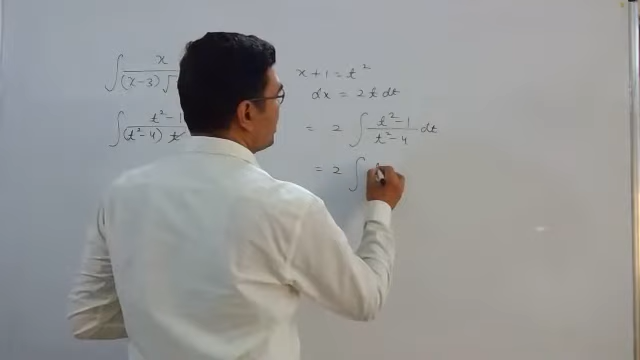 ∫ x / (x-3)√
x + 1 = t²
dx = 2t dt
∫ t²-1 / (t²-4) t
= 2 ∫ t²-1 / t²-4 dt
= 2 ∫